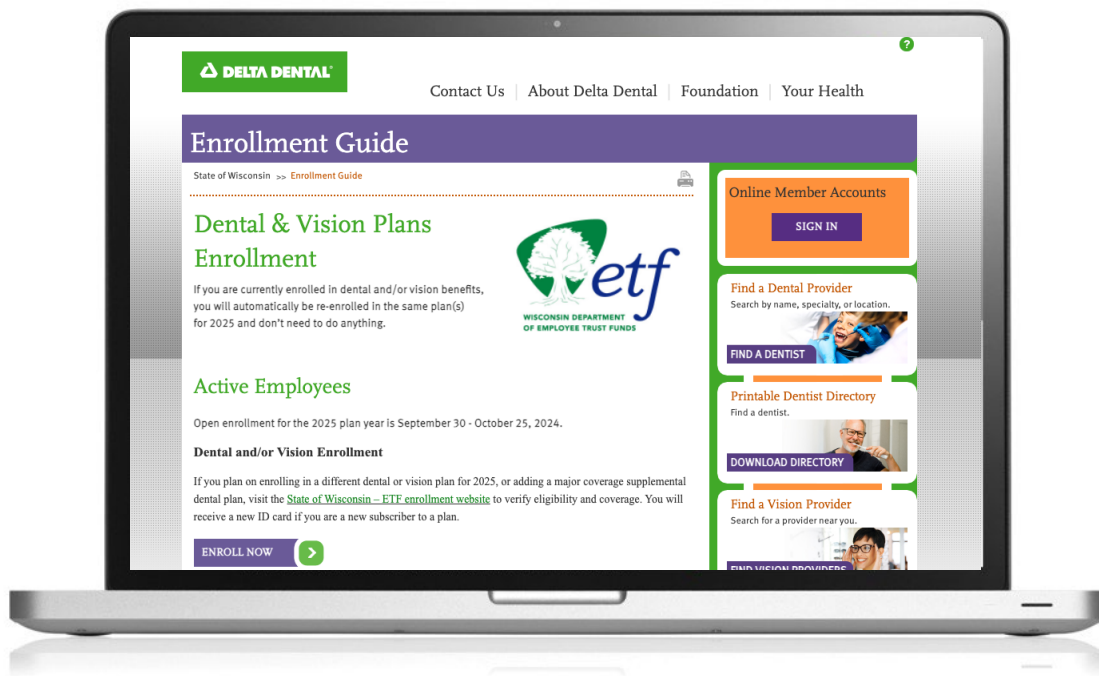 ?
DELTA DENTAL
Contact Us | About Delta Dental | Foundation | Your Health
Enrollment Guide
State of Wisconsin >> Enrollment Guide
Dental & Vision Plans
Enrollment
If you are currently enrolled in dental and/or vision benefits,
you will automatically be re-enrolled in the same plan(s)
for 2025 and don't need to do anything.
etf
WISCONSIN DEPARTMENT
OF EMPLOYEE TRUST FUNDS
Active Employees
Open enrollment for the 2025 plan year is September 30 - October 25, 2024.
Dental and/or Vision Enrollment
If you plan on enrolling in a different dental or vision plan for 2025, or adding a major coverage supplemental
dental plan, visit the State of Wisconsin – ETF enrollment website to verify eligibility and coverage. You will
receive a new ID card if you are a new subscriber to a plan.
ENROLL NOW
Online Member Accounts
SIGN IN
Find a Dental Provider
Search by name, specialty, or location.
FIND A DENTIST
Printable Dentist Directory
Find a dentist.
DOWNLOAD DIRECTORY
Find a Vision Provider
Search for a provider near you.
FIND VISION PROVIDERS